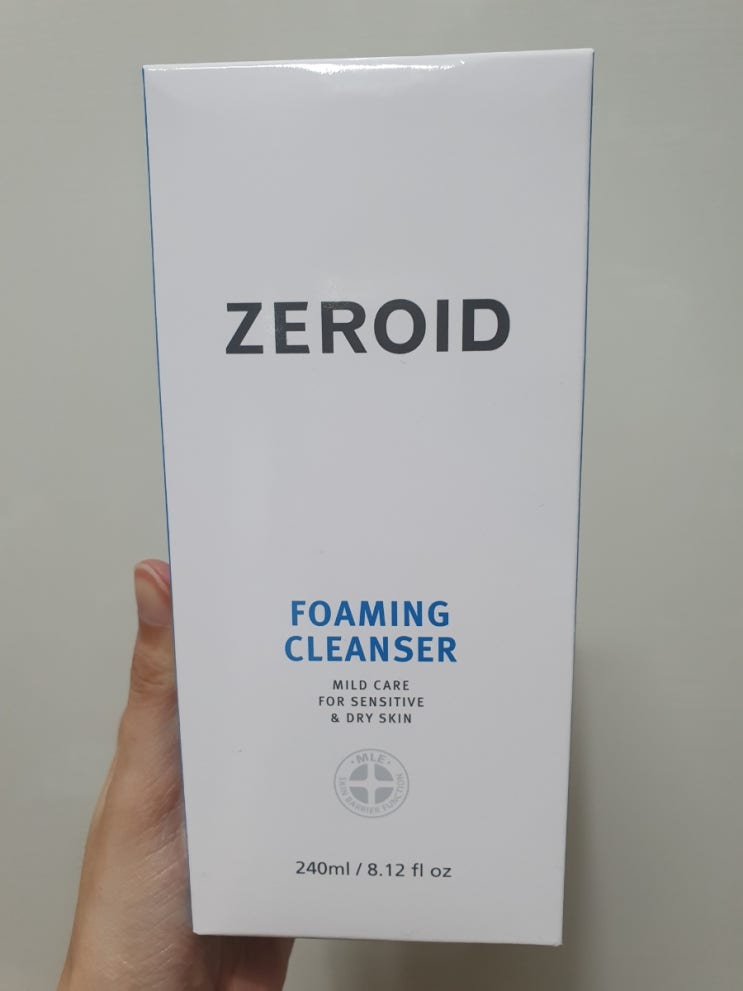 ZEROID
FOAMING
CLEANSER
MILD CARE
FOR SENSITIVE
& DRY SKIN
·MLE·
SKIN BARRIER FUNCTION
240ml / 8.12 fl oz